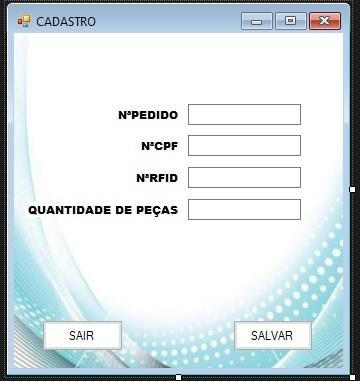 CADASTRO
NºPEDIDO
NºCPF
NºRFID
QUANTIDADE DE PEÇAS
SAIR
SALVAR